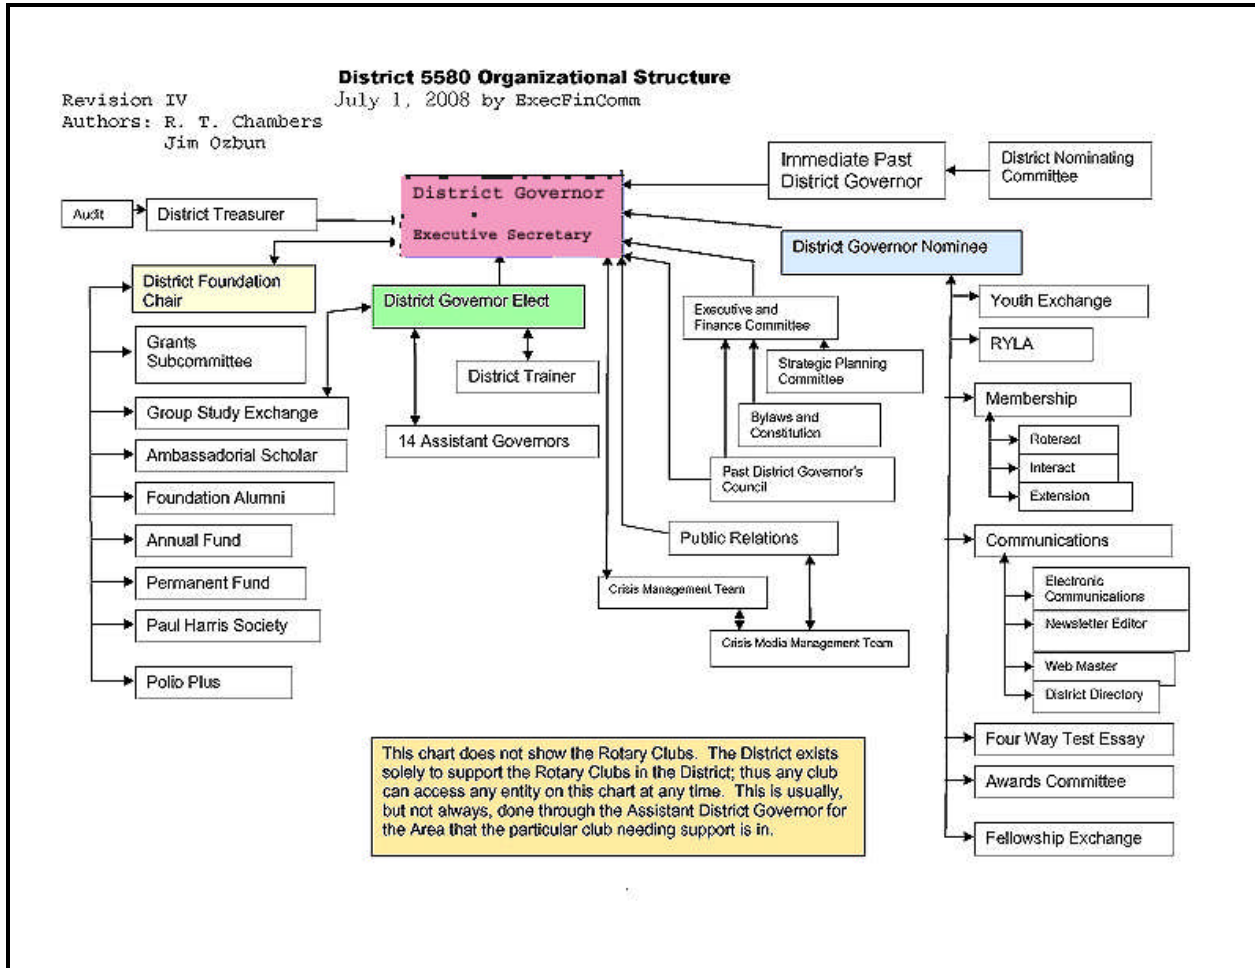 District 5580 Organizational Structure
Revision IV
July 1, 2008 by ExecFinComm
Authors: R. T. Chambers
Jim Ozbun
Immediate Past
District Governor
District Nominating
Committee
District Governor
Executive Secretary
Audit
District Treasurer
District Governor Nominee
District Foundation
Chair
District Governor Elect
Executive and
Finance Committee
Youth Exchange
RYLA
Grants
Subcommittee
District Trainer
Strategic Planning
Committee
Group Study Exchange
Membership
14 Assistant Governors
Bylaws and
Constitution
Roteract
Interact
Extension
Ambassadorial Scholar
Past District Governor's
Council
Foundation Alumni
Annual Fund
Public Relations
Communications
Permanent Fund
Crisis Management Team
Electronic
Communications
Newsletter Editor
Paul Harris Society
Crisis Media Management Team
Web Master
District Directory
Polio Plus
Four Way Test Essay
Awards Committee
Fellowship Exchange
This chart does not show the Rotary Clubs. The District exists
solely to support the Rotary Clubs in the District; thus any club
can access any entity on this chart at any time. This is usually,
but not always, done through the Assistant District Governor for
the Area that the particular club needing support is in.